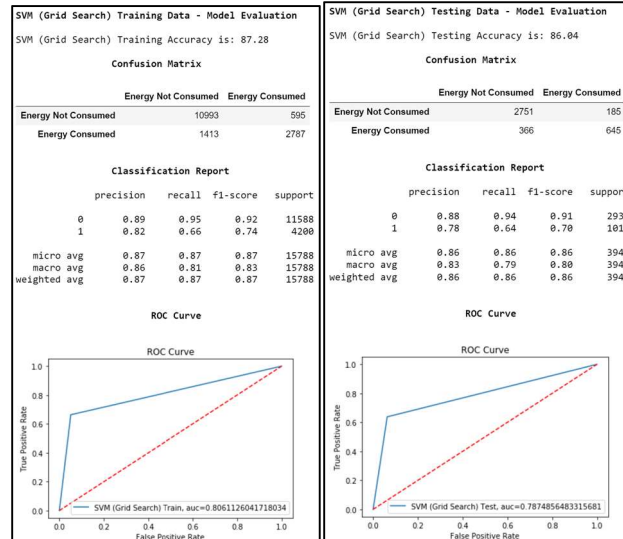 SVM (Grid Search) Training Data - Model Evaluation
SVM (Grid Search) Training Accuracy is: 87.28
Confusion Matrix
Energy Not Consumed Energy Consumed
Energy Not Consumed 10993 595
Energy Consumed 1413 2787
Classification Report
precision recall f1-score support
0 0.89 0.95 0.92 11588
1 0.82 0.66 0.74 4200
micro avg 0.87 0.87 0.87 15788
macro avg 0.86 0.81 0.83 15788
weighted avg 0.87 0.87 0.87 15788
ROC Curve
ROC Curve
1.0
0.8
0.6
0.4
0.2
0.0
True Positive Rate
SVM (Grid Search) Train, auc=0.8061126041718034
0.0 0.2 0.4 0.6 0.8 1.0
False Positive Rate
SVM (Grid Search) Testing Data - Model Evaluation
SVM (Grid Search) Testing Accuracy is: 86.04
Confusion Matrix
Energy Not Consumed Energy Consumed
Energy Not Consumed 2751 185
Energy Consumed 366 645
Classification Report
precision recall f1-score suppor
0 0.88 0.94 0.91 293
1 0.78 0.64 0.70 101
micro avg 0.86 0.86 0.86 394
macro avg 0.83 0.79 0.80 394
weighted avg 0.86 0.86 0.86 394
ROC Curve
ROC Curve
1.0
0.8
0.6
0.4
0.2
0.0
True Positive Rate
SVM (Grid Search) Test, auc=0.7874856483315681
0.0 0.2 0.4 0.6 0.8 1.0
False Positive Rate